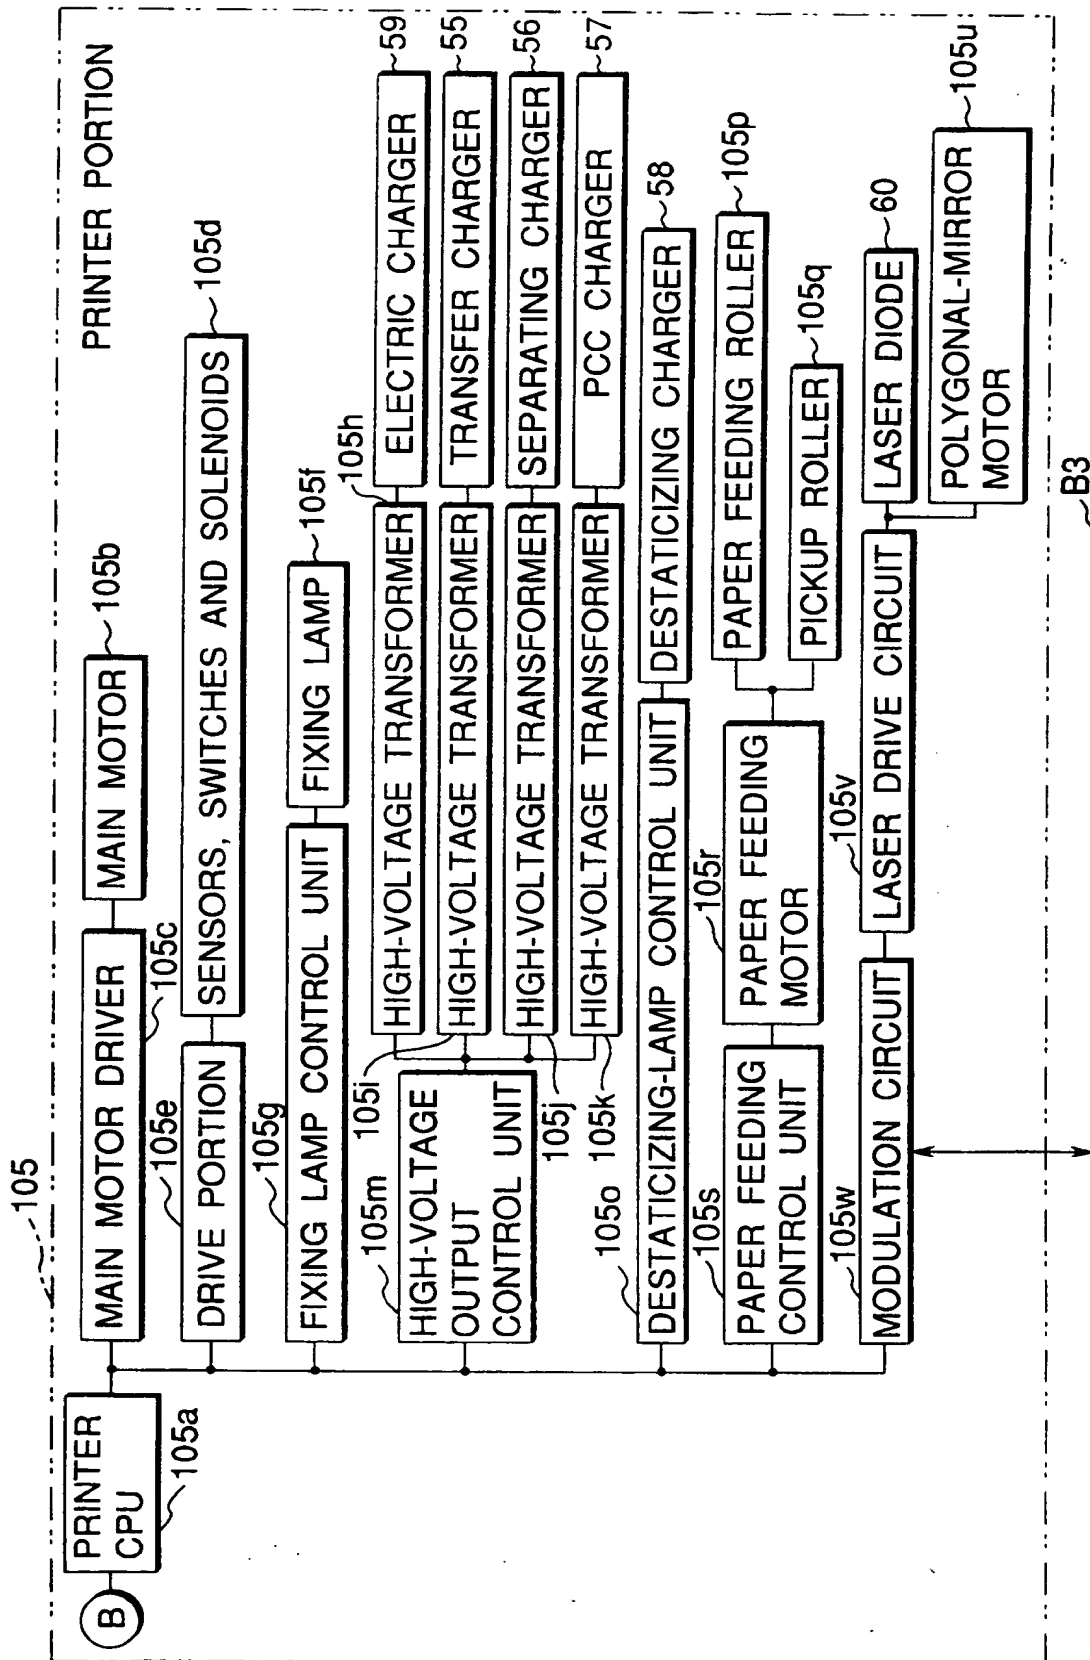 105
PRINTER PORTION
B
PRINTER
CPU
105a
MAIN MOTOR DRIVER
105c
MAIN MOTOR
105b
105e
DRIVE PORTION
SENSORS, SWITCHES AND SOLENOIDS
105d
105g
FIXING LAMP CONTROL UNIT
FIXING LAMP
105f
105m
HIGH-VOLTAGE
OUTPUT
CONTROL UNIT
105h
HIGH-VOLTAGE TRANSFORMER
ELECTRIC CHARGER
59
105i
HIGH-VOLTAGE TRANSFORMER
TRANSFER CHARGER
55
105j
HIGH-VOLTAGE TRANSFORMER
SEPARATING CHARGER
56
105k
HIGH-VOLTAGE TRANSFORMER
PCC CHARGER
57
105o
DESTATICIZING-LAMP CONTROL UNIT
DESTATICIZING CHARGER
58
105s
PAPER FEEDING
CONTROL UNIT
105r
PAPER FEEDING
MOTOR
PAPER FEEDING ROLLER
105p
PICKUP ROLLER
105q
105w
MODULATION CIRCUIT
105v
LASER DRIVE CIRCUIT
LASER DIODE
60
POLYGONAL-MIRROR
MOTOR
105u
B3